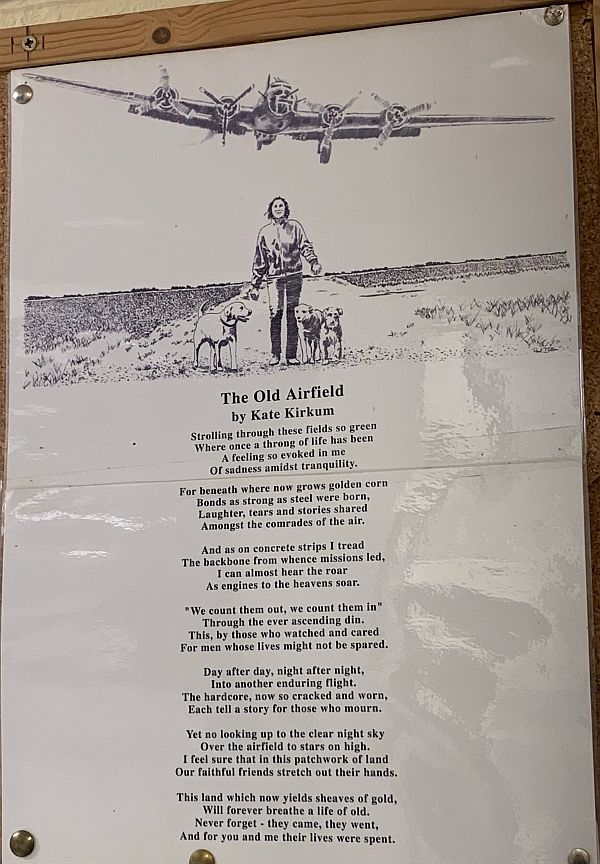 The Old Airfield
by Kate Kirkum
Strolling through these fields so green
Where once a throng of life has been
A feeling so evoked in me
Of sadness amidst tranquility.
For beneath where now grows golden corn
Bonds as strong as steel were born,
Laughter, tears and stories shared
Amongst the comrades of the air.
And as on concrete strips I tread
The backbone from whence missions led,
I can almost hear the roar
As engines to the heavens soar.
"We count them out, we count them in"
Through the ever ascending din.
This, by those who watched and cared
For men whose lives might not be spared.
Day after day, night after night,
Into another enduring flight.
The hardcore, now so cracked and worn,
Each tell a story for those who mourn.
Yet no looking up to the clear night sky
Over the airfield to stars on high.
I feel sure that in this patchwork of land
Our faithful friends stretch out their hands.
This land which now yields sheaves of gold,
Will forever breathe a life of old.
Never forget - they came, they went,
And for you and me their lives were spent.